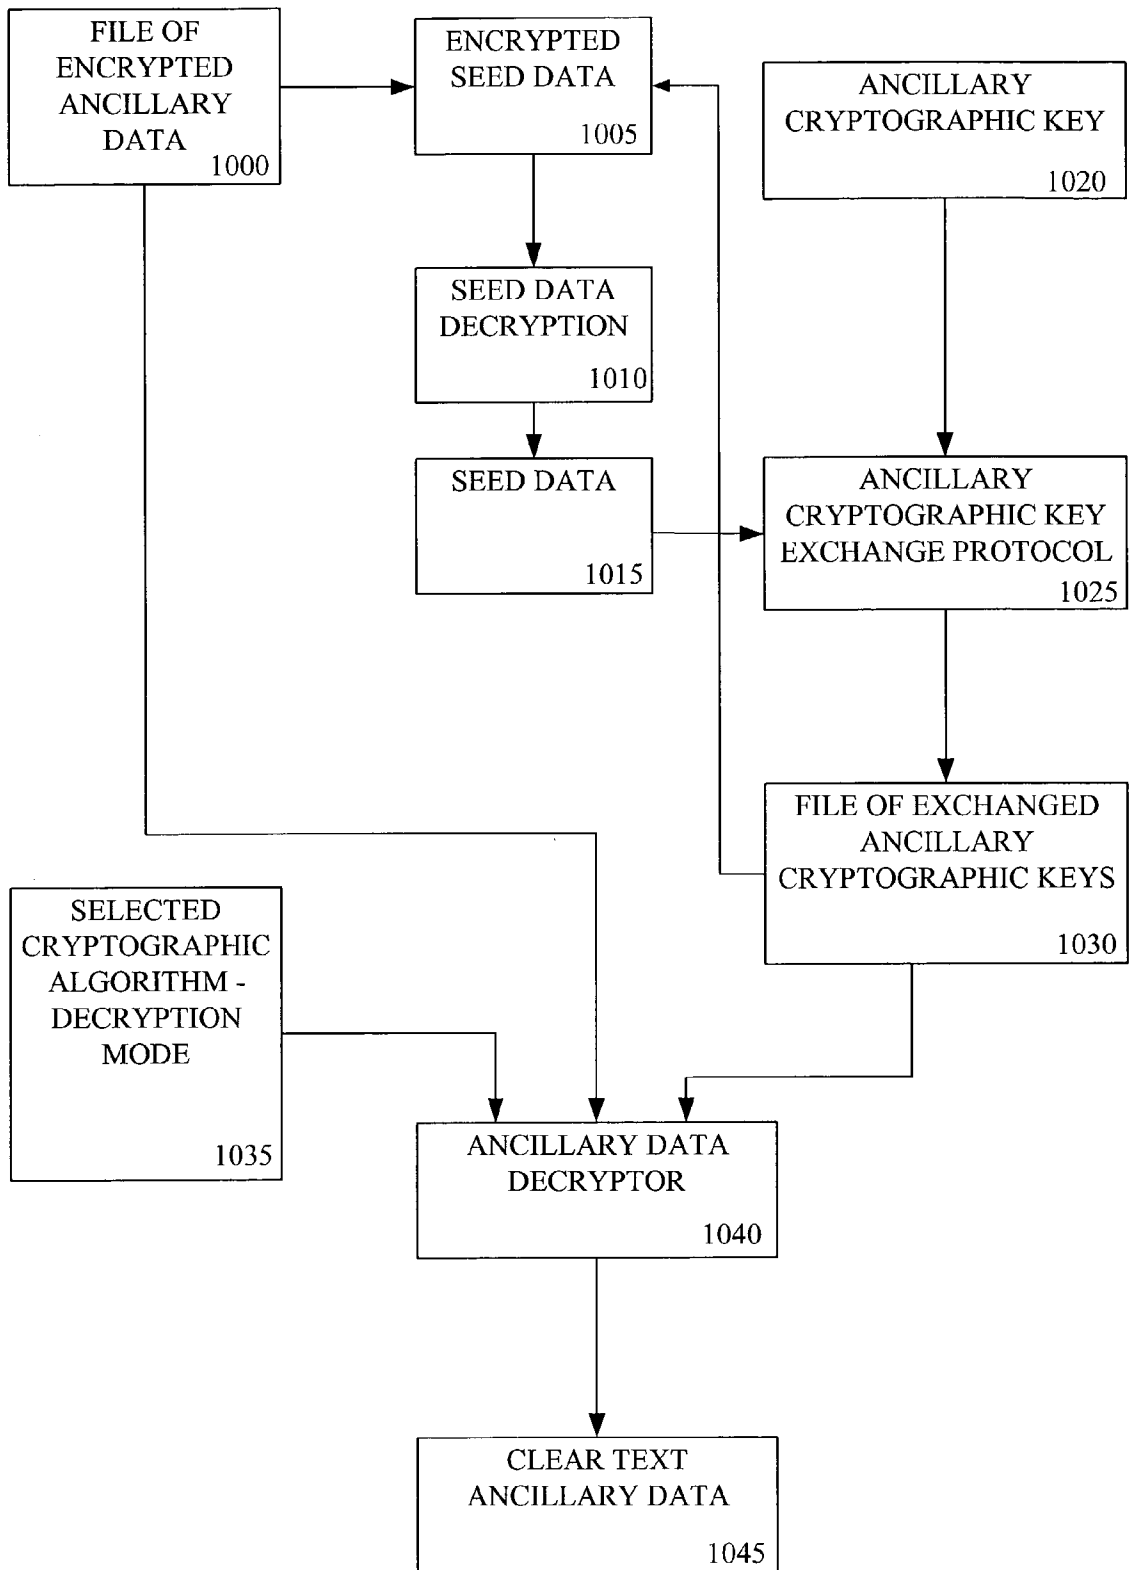 FILE OF
ENCRYPTED
ANCILLARY
DATA
1000
ENCRYPTED
SEED DATA
1005
ANCILLARY
CRYPTOGRAPHIC KEY
1020
SEED DATA
DECRYPTION
1010
SEED DATA
1015
ANCILLARY
CRYPTOGRAPHIC KEY
EXCHANGE PROTOCOL
1025
FILE OF EXCHANGED
ANCILLARY
CRYPTOGRAPHIC KEYS
1030
SELECTED
CRYPTOGRAPHIC
ALGORITHM -
DECRYPTION
MODE
1035
ANCILLARY DATA
DECRYPTOR
1040
CLEAR TEXT
ANCILLARY DATA
1045